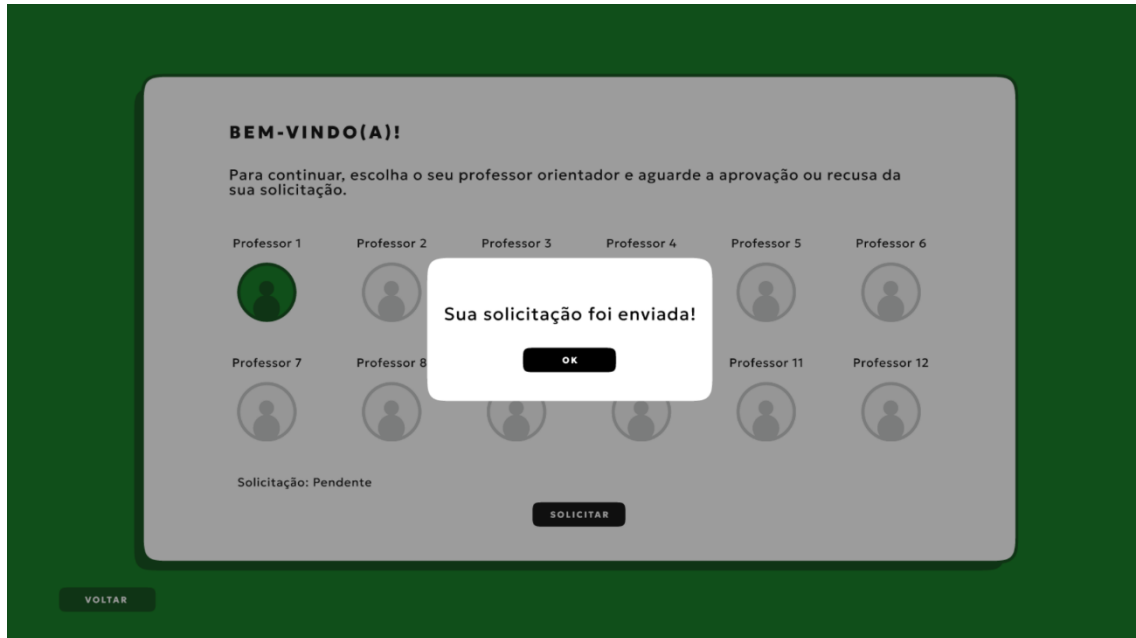 BEM-VINDO(A)!
Para continuar, escolha o seu professor orientador e aguarde a aprovação ou recusa da
sua solicitação.
Professor 1 Professor 2 Professor 3 Professor 4 Professor 5 Professor 6
Sua solicitação foi enviada!
OK
Professor 7 Professor 8 Professor 11 Professor 12
Solicitação: Pendente
SOLICITAR
VOLTAR